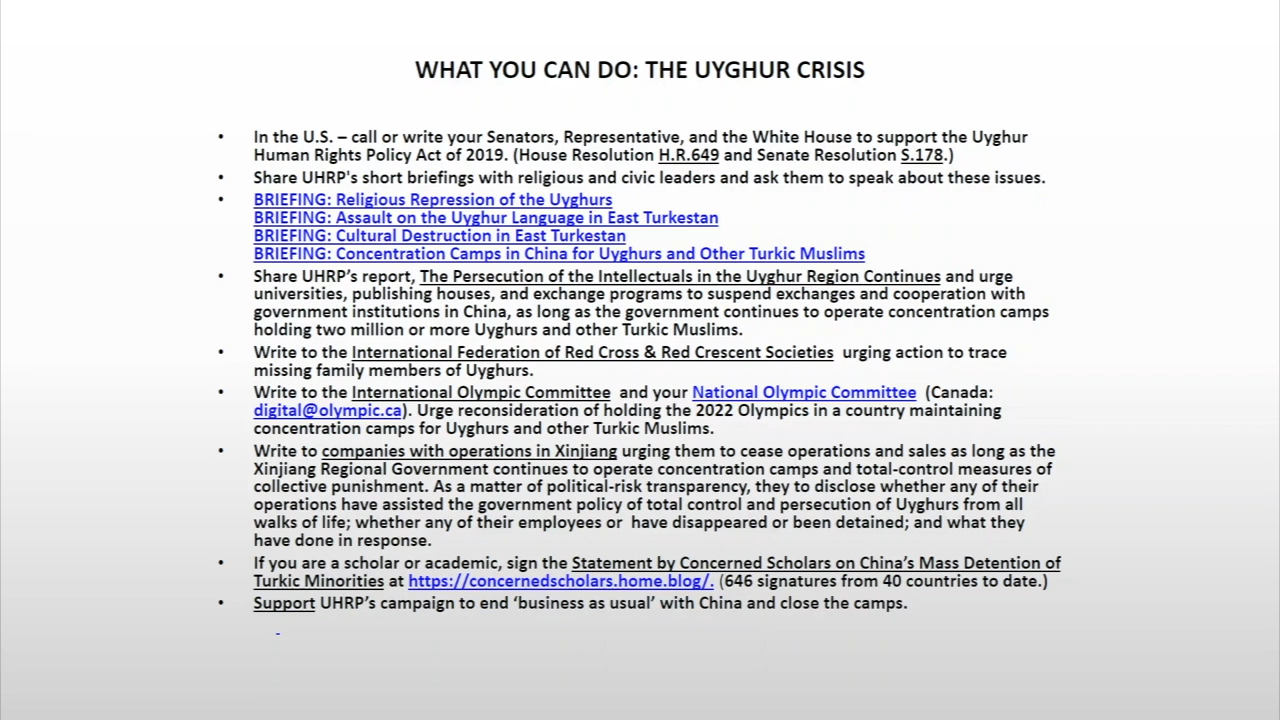 WHAT YOU CAN DO: THE UYGHUR CRISIS
• In the U.S. – call or write your Senators, Representative, and the White House to support the Uyghur
Human Rights Policy Act of 2019. (House Resolution H.R.649 and Senate Resolution S.178.)
• Share UHRP's short briefings with religious and civic leaders and ask them to speak about these issues.
• BRIEFING: Religious Repression of the Uyghurs
BRIEFING: Assault on the Uyghur Language in East Turkestan
BRIEFING: Cultural Destruction in East Turkestan
BRIEFING: Concentration Camps in China for Uyghurs and Other Turkic Muslims
• Share UHRP’s report, The Persecution of the Intellectuals in the Uyghur Region Continues and urge
universities, publishing houses, and exchange programs to suspend exchanges and cooperation with
government institutions in China, as long as the government continues to operate concentration camps
holding two million or more Uyghurs and other Turkic Muslims.
• Write to the International Federation of Red Cross & Red Crescent Societies urging action to trace
missing family members of Uyghurs.
• Write to the International Olympic Committee and your National Olympic Committee (Canada:
digital@olympic.ca). Urge reconsideration of holding the 2022 Olympics in a country maintaining
concentration camps for Uyghurs and other Turkic Muslims.
• Write to companies with operations in Xinjiang urging them to cease operations and sales as long as the
Xinjiang Regional Government continues to operate concentration camps and total-control measures of
collective punishment. As a matter of political-risk transparency, they to disclose whether any of their
operations have assisted the government policy of total control and persecution of Uyghurs from all
walks of life; whether any of their employees or have disappeared or been detained; and what they
have done in response.
• If you are a scholar or academic, sign the Statement by Concerned Scholars on China’s Mass Detention of
Turkic Minorities at https://concernedscholars.home.blog/. (646 signatures from 40 countries to date.)
• Support UHRP’s campaign to end ‘business as usual’ with China and close the camps.